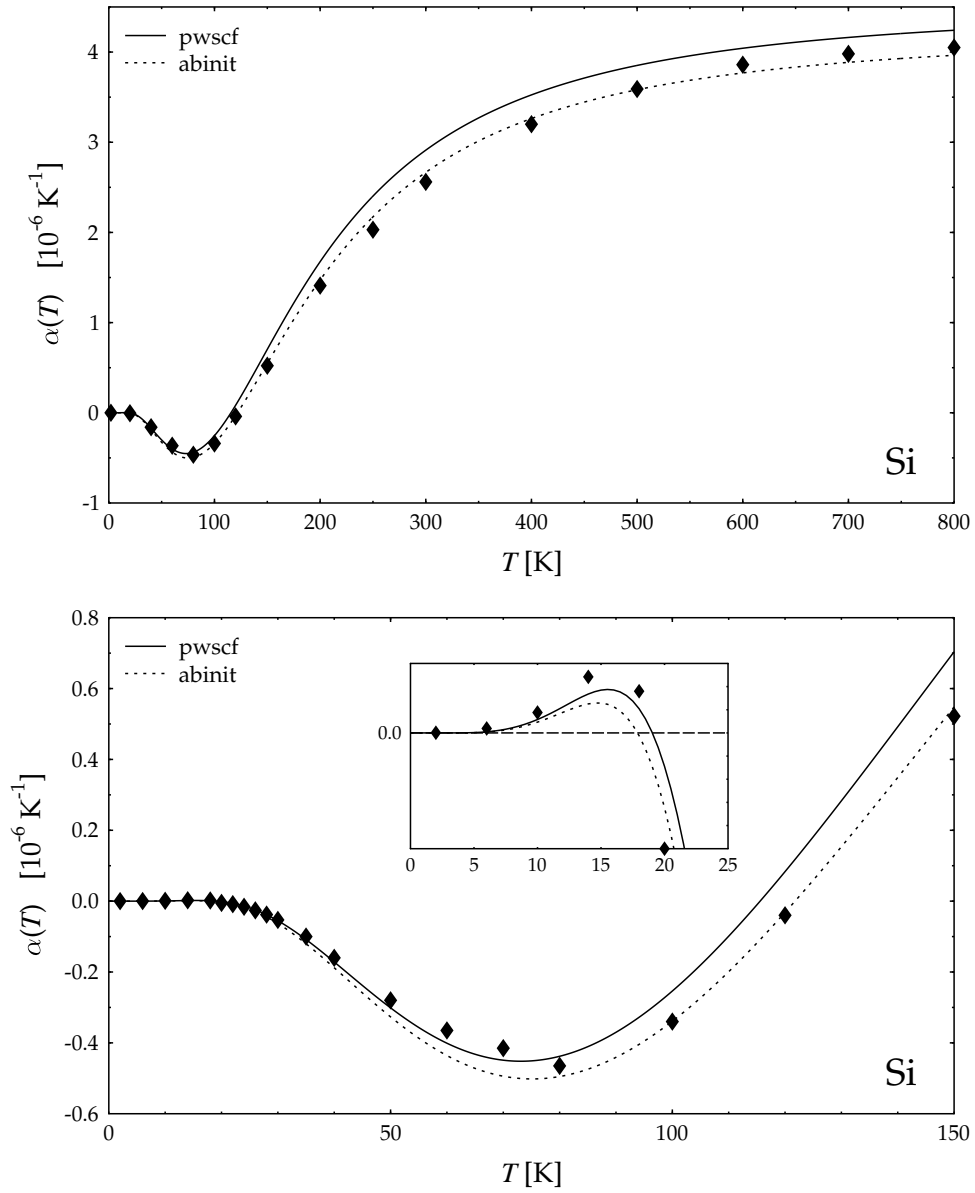 pwscf
abinit
4
3
2
1
0
-1
α(T) [10⁻⁶ K⁻¹]
Si
0 100 200 300 400 500 600 700 800
T [K]
pwscf
abinit
0.8
0.6
0.4
0.2
0.0
-0.2
-0.4
-0.6
α(T) [10⁻⁶ K⁻¹]
0.0
0 5 10 15 20 25
Si
0 50 100 150
T [K]